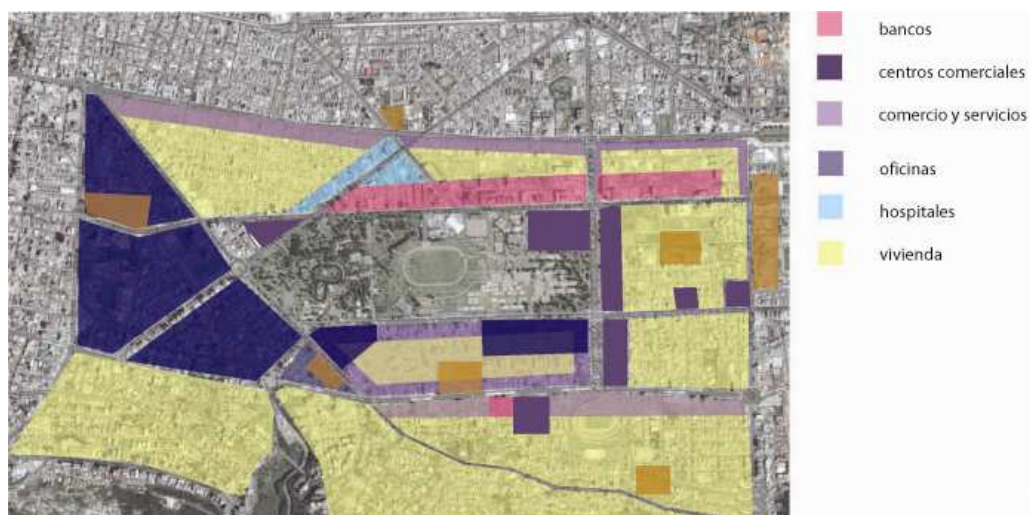 bancos
centros comerciales
comercio y servicios
oficinas
hospitales
vivienda